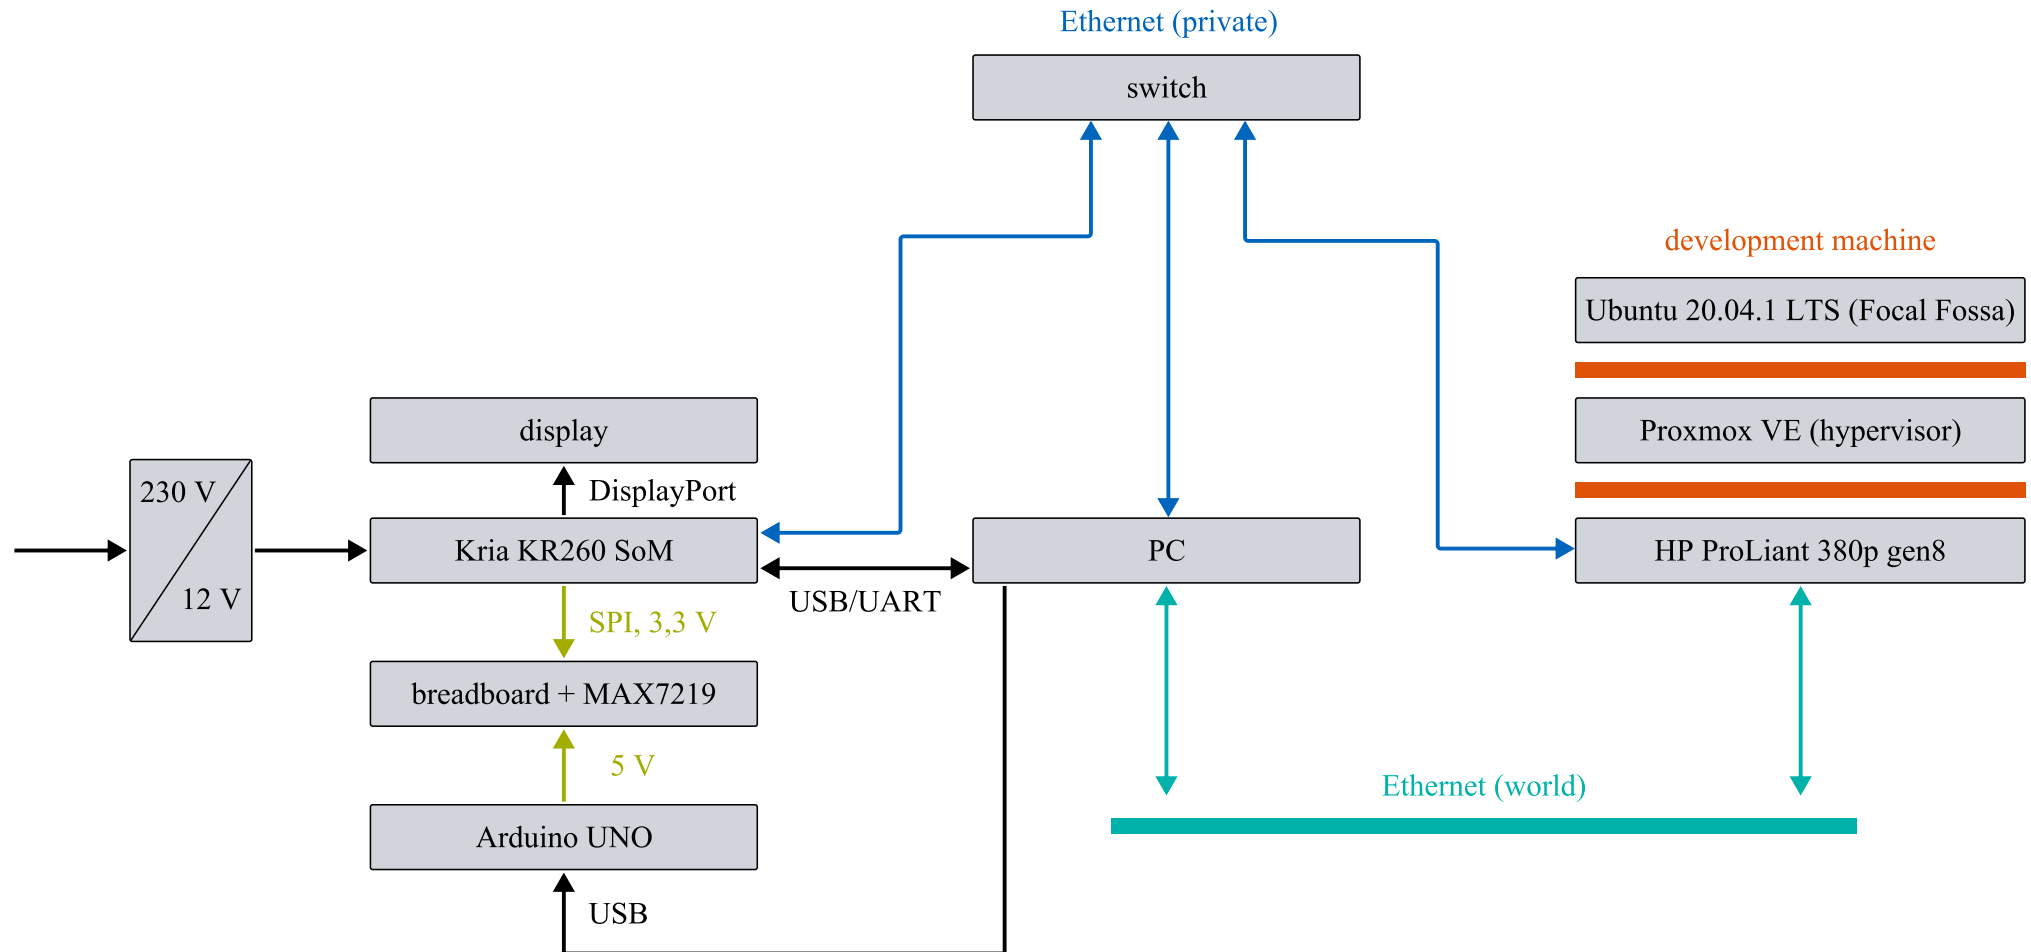 Ethernet (private)
switch
development machine
Ubuntu 20.04.1 LTS (Focal Fossa)
display
Proxmox VE (hypervisor)
230 V
12 V
DisplayPort
Kria KR260 SoM
PC
HP ProLiant 380p gen8
USB/UART
SPI, 3,3 V
breadboard + MAX7219
5 V
Ethernet (world)
Arduino UNO
USB